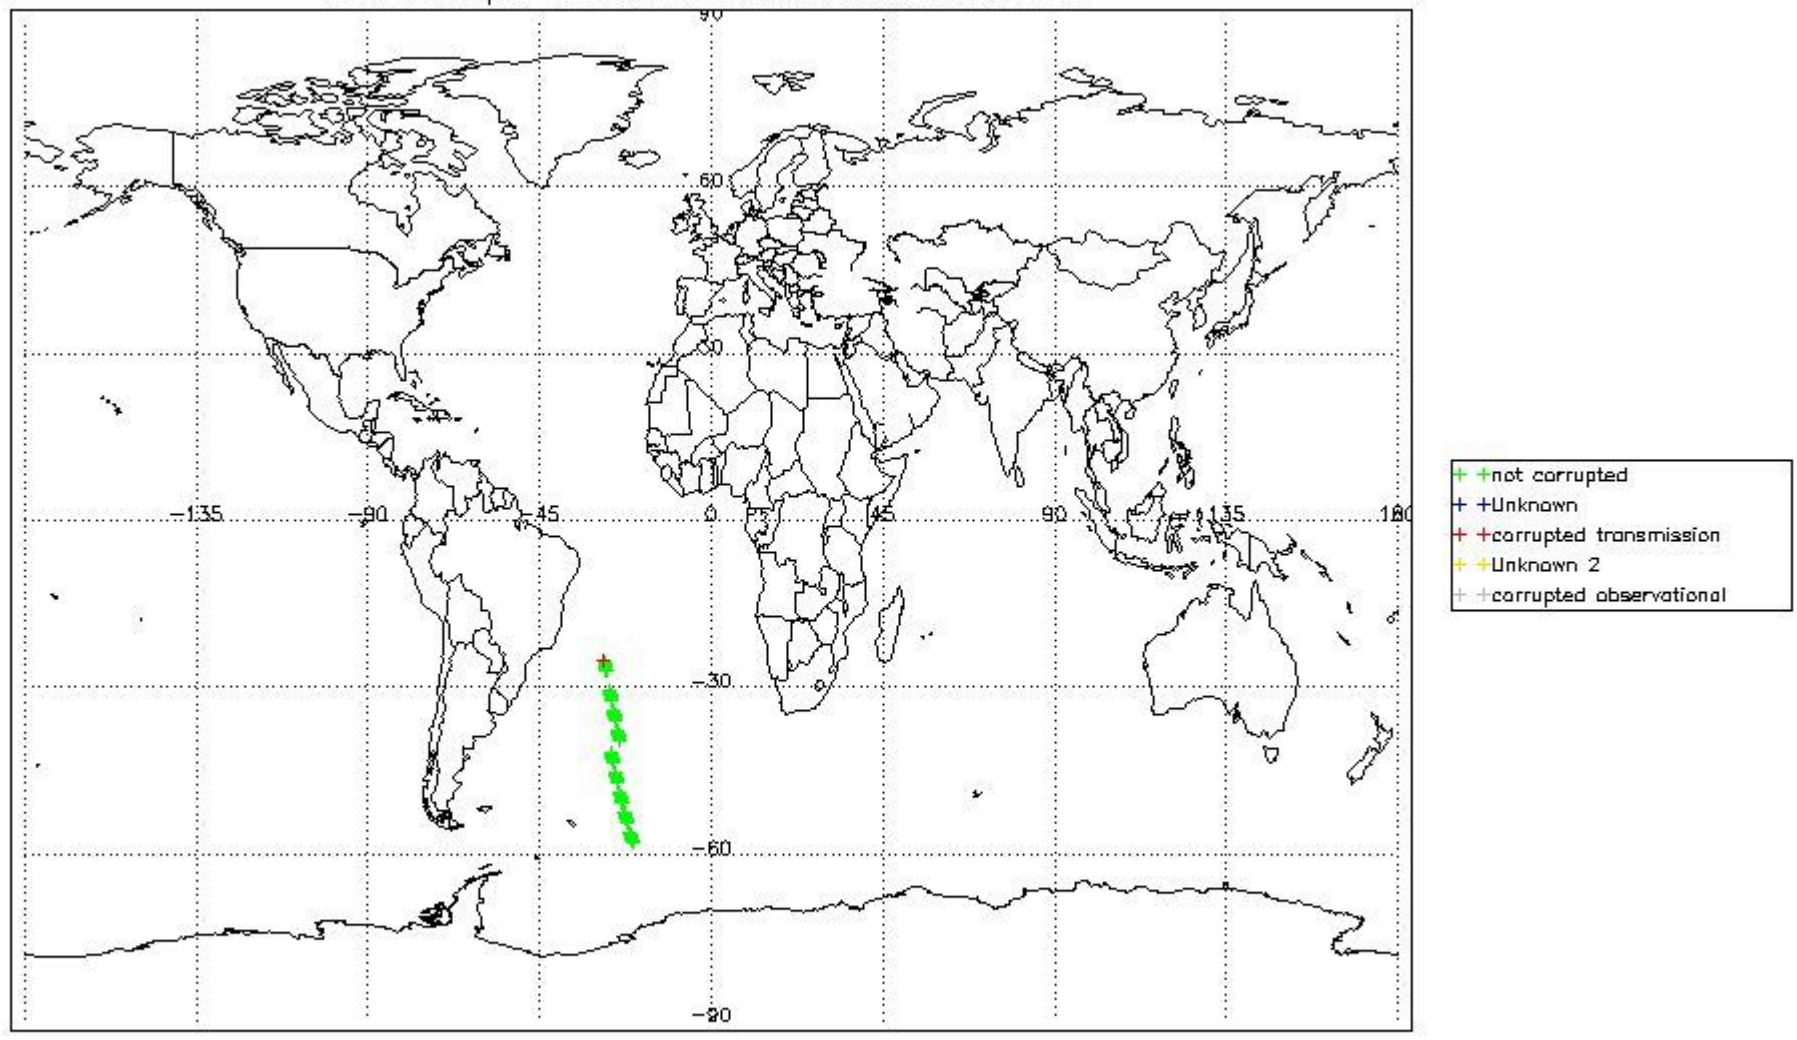 90
60
30
-135 -90 -45 0 45 90 135 180
-30
-60
-90
not corrupted
Unknown
corrupted transmission
Unknown 2
corrupted observational